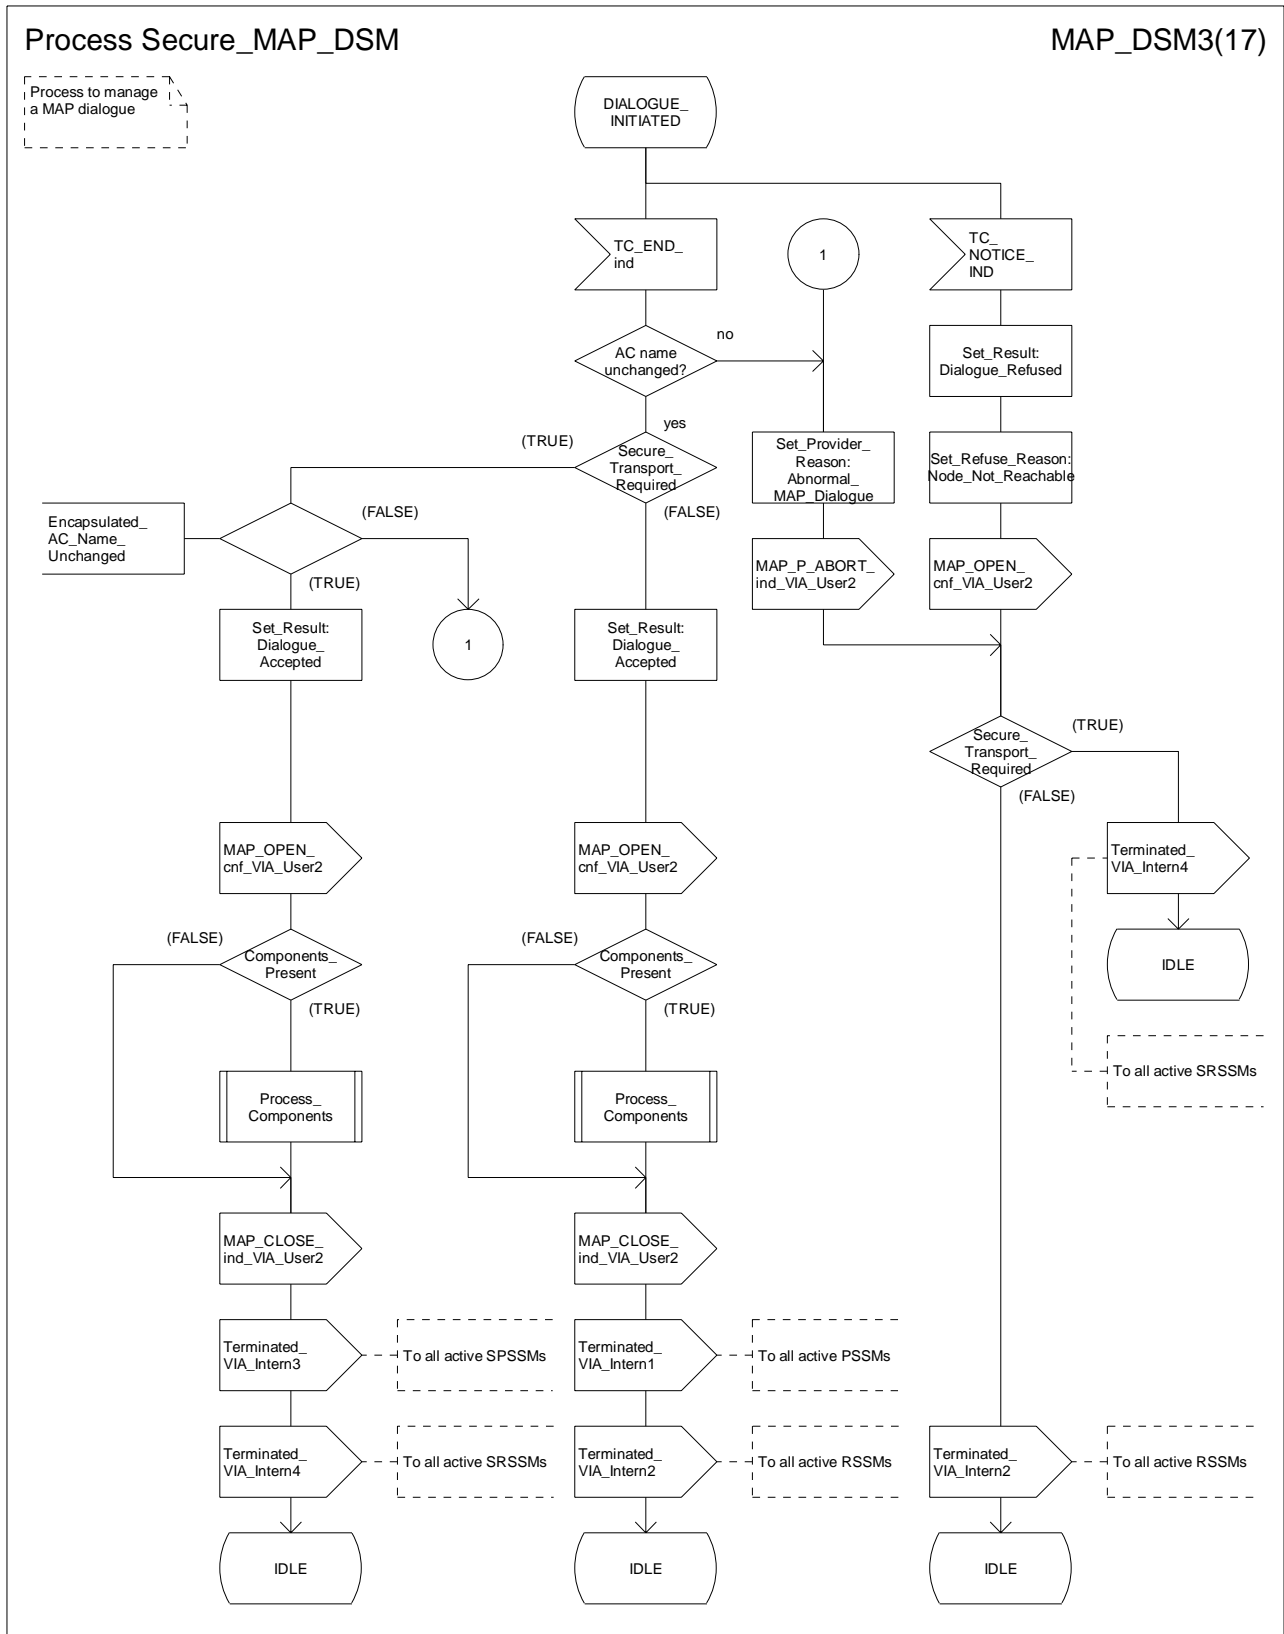 Process Secure_MAP_DSM
MAP_DSM3(17)
Process to manage
a MAP dialogue
DIALOGUE_
INITIATED
TC_END_
ind
1
TC_
NOTICE_
IND
AC name
unchanged?
no
yes
Set_Result:
Dialogue_Refused
(TRUE)
Secure_
Transport_
Required
(FALSE)
Set_Provider_
Reason:
Abnormal_
MAP_Dialogue
Set_Refuse_Reason:
Node_Not_Reachable
Encapsulated_
AC_Name_
Unchanged
(FALSE)
(TRUE)
MAP_P_ABORT_
ind_VIA_User2
MAP_OPEN_
cnf_VIA_User2
Set_Result:
Dialogue_
Accepted
1
Set_Result:
Dialogue_
Accepted
Secure_
Transport_
Required
(TRUE)
(FALSE)
MAP_OPEN_
cnf_VIA_User2
MAP_OPEN_
cnf_VIA_User2
Terminated_
VIA_Intern4
(FALSE)
Components_
Present
(TRUE)
(FALSE)
Components_
Present
(TRUE)
IDLE
To all active SRSSMs
Process_
Components
Process_
Components
MAP_CLOSE_
ind_VIA_User2
MAP_CLOSE_
ind_VIA_User2
Terminated_
VIA_Intern3
To all active SPSSMs
Terminated_
VIA_Intern1
To all active PSSMs
Terminated_
VIA_Intern4
To all active SRSSMs
Terminated_
VIA_Intern2
To all active RSSMs
Terminated_
VIA_Intern2
To all active RSSMs
IDLE
IDLE
IDLE